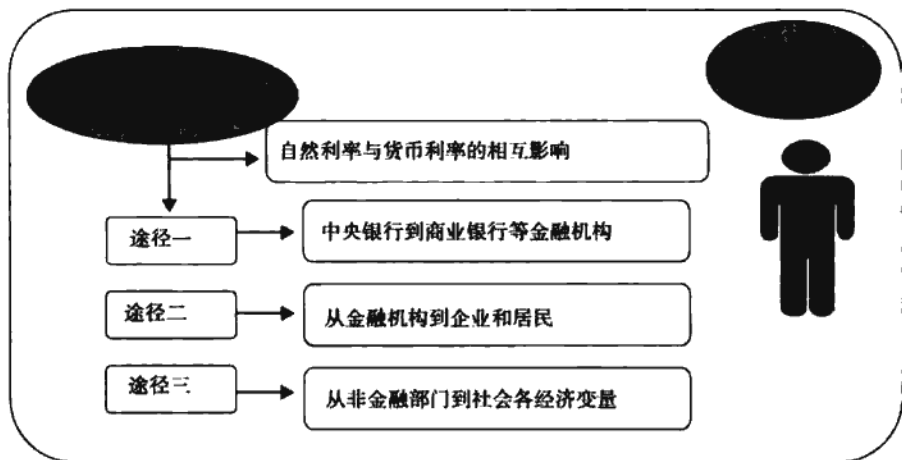 自然利率与货币利率的相互影响
途径一
中央银行到商业银行等金融机构
途径二
从金融机构到企业和居民
途径三
从非金融部门到社会各经济变量